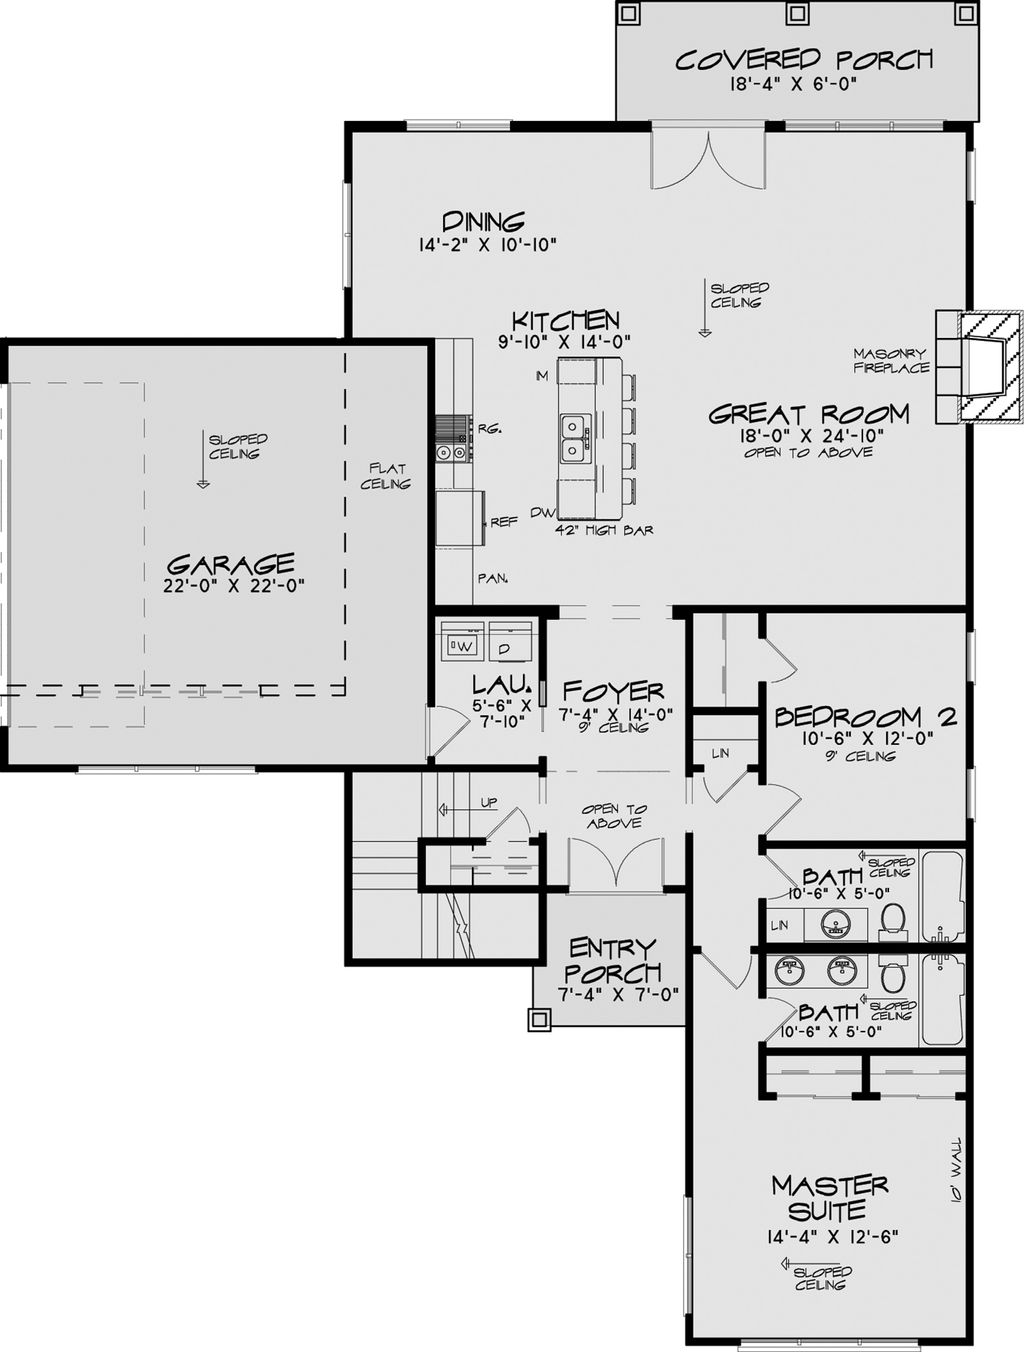 COVERED PORCH
18'-4" X 6'-0"
DINING
14'-2" X 10'-10"
SLOPED
CEILING
KITCHEN
9'-10" X 14'-0"
IM
MASONRY
FIREPLACE
GREAT ROOM
18'-0" X 24'-10"
OPEN TO ABOVE
RG.
SLOPED
CEILING
FLAT
CEILING
REF
DW
42" HIGH BAR
GARAGE
22'-0" X 22'-0"
PAN.
W
D
LAU.
5'-6" X
7'-10"
FOYER
7'-4" X 14'-0"
9' CEILING
BEDROOM 2
10'-6" X 12'-0"
9' CEILING
LIN
UP
OPEN TO
ABOVE
BATH
10'-6" X 5'-0"
SLOPED
CEILING
LIN
ENTRY
PORCH
7'-4" X 7'-0"
BATH
10'-6" X 5'-0"
SLOPED
CEILING
10' WALL
MASTER
SUITE
14'-4" X 12'-6"
SLOPED
CEILING